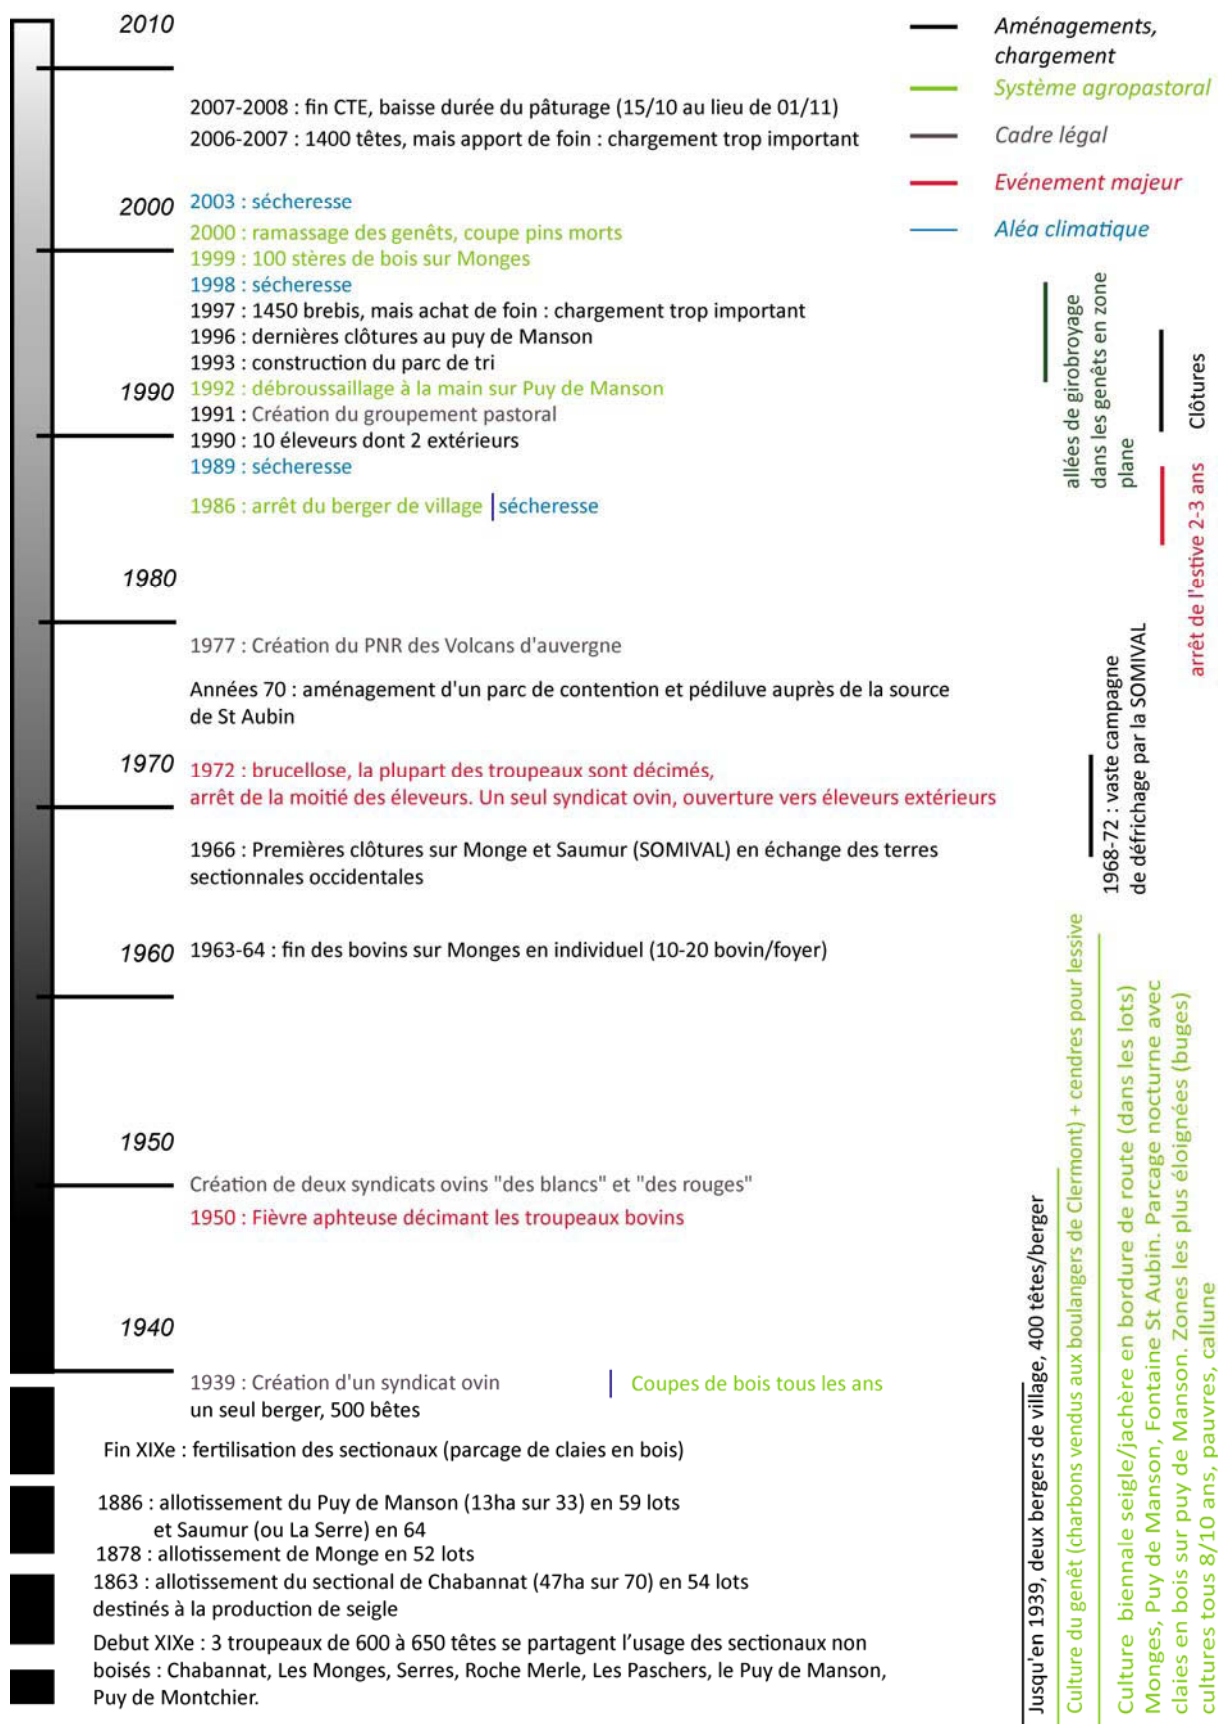 2010
Aménagements,
chargement
Système agropastoral
Cadre légal
Evénement majeur
Aléa climatique
2007-2008 : fin CTE, baisse durée du pâturage (15/10 au lieu de 01/11)
2006-2007 : 1400 têtes, mais apport de foin : chargement trop important
2000
2003 : sécheresse
2000 : ramassage des genêts, coupe pins morts
1999 : 100 stères de bois sur Monges
1998 : sécheresse
1997 : 1450 brebis, mais achat de foin : chargement trop important
1996 : dernières clôtures au puy de Manson
1993 : construction du parc de tri
1990
1992 : débroussaillage à la main sur Puy de Manson
1991 : Création du groupement pastoral
1990 : 10 éleveurs dont 2 extérieurs
1989 : sécheresse
1986 : arrêt du berger de village | sécheresse
allées de girobroyage
dans les genêts en zone
plane
Clôtures
arrêt de l'estive 2-3 ans
1980
1977 : Création du PNR des Volcans d'auvergne
Années 70 : aménagement d'un parc de contention et pédiluve auprès de la source
de St Aubin
1970
1972 : brucellose, la plupart des troupeaux sont décimés,
arrêt de la moitié des éleveurs. Un seul syndicat ovin, ouverture vers éleveurs extérieurs
1968-72 : vaste campagne
de défrichage par la SOMIVAL
1966 : Premières clôtures sur Monge et Saumur (SOMIVAL) en échange des terres
sectionnales occidentales
1960
1963-64 : fin des bovins sur Monges en individuel (10-20 bovin/foyer)
1950
Création de deux syndicats ovins "des blancs" et "des rouges"
1950 : Fièvre aphteuse décimant les troupeaux bovins
1940
1939 : Création d'un syndicat ovin | Coupes de bois tous les ans
un seul berger, 500 bêtes
Fin XIXe : fertilisation des sectionaux (parcage de claies en bois)
1886 : allotissement du Puy de Manson (13ha sur 33) en 59 lots
et Saumur (ou La Serre) en 64
1878 : allotissement de Monge en 52 lots
1863 : allotissement du sectional de Chabannat (47ha sur 70) en 54 lots
destinés à la production de seigle
Debut XIXe : 3 troupeaux de 600 à 650 têtes se partagent l’usage des sectionaux non
boisés : Chabannat, Les Monges, Serres, Roche Merle, Les Paschers, le Puy de Manson,
Puy de Montchier.
Jusqu'en 1939, deux bergers de village, 400 têtes/berger
Culture du genêt (charbons vendus aux boulangers de Clermont) + cendres pour lessive
Culture biennale seigle/jachère en bordure de route (dans les lots)
Monges, Puy de Manson, Fontaine St Aubin. Parcage nocturne avec
claies en bois sur puy de Manson. Zones les plus éloignées (buges)
cultures tous 8/10 ans, pauvres, callune